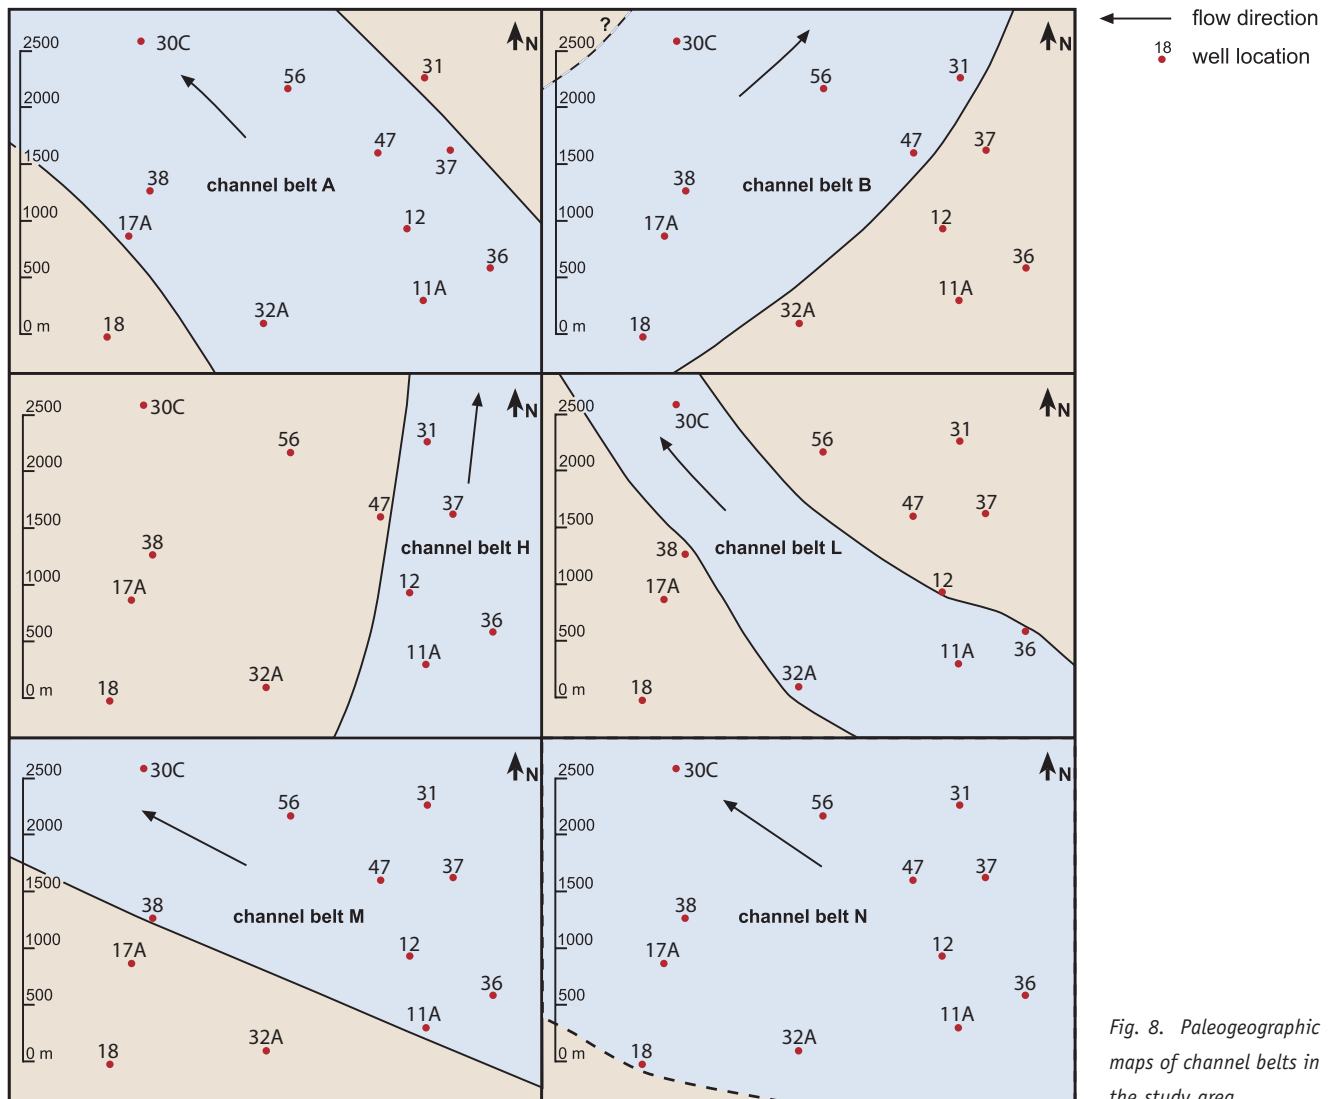 flow direction
18
well location
2500
2000
1500
1000
500
0 m
30C
56
31
47
37
38
channel belt A
17A
12
36
11A
32A
18
N
?
2500
2000
1500
1000
500
0 m
30C
56
31
47
37
38
channel belt B
17A
12
36
11A
32A
18
N
2500
2000
1500
1000
500
0 m
30C
56
31
47
37
38
channel belt H
17A
12
36
11A
32A
18
N
2500
2000
1500
1000
500
0 m
30C
56
31
47
37
38
channel belt L
17A
12
36
11A
32A
18
N
2500
2000
1500
1000
500
0 m
30C
56
31
47
37
38
channel belt M
17A
12
36
11A
32A
18
N
2500
2000
1500
1000
500
0 m
30C
56
31
47
37
38
channel belt N
17A
12
36
11A
32A
18
N
Fig. 8. Paleogeographic
maps of channel belts in
the study area